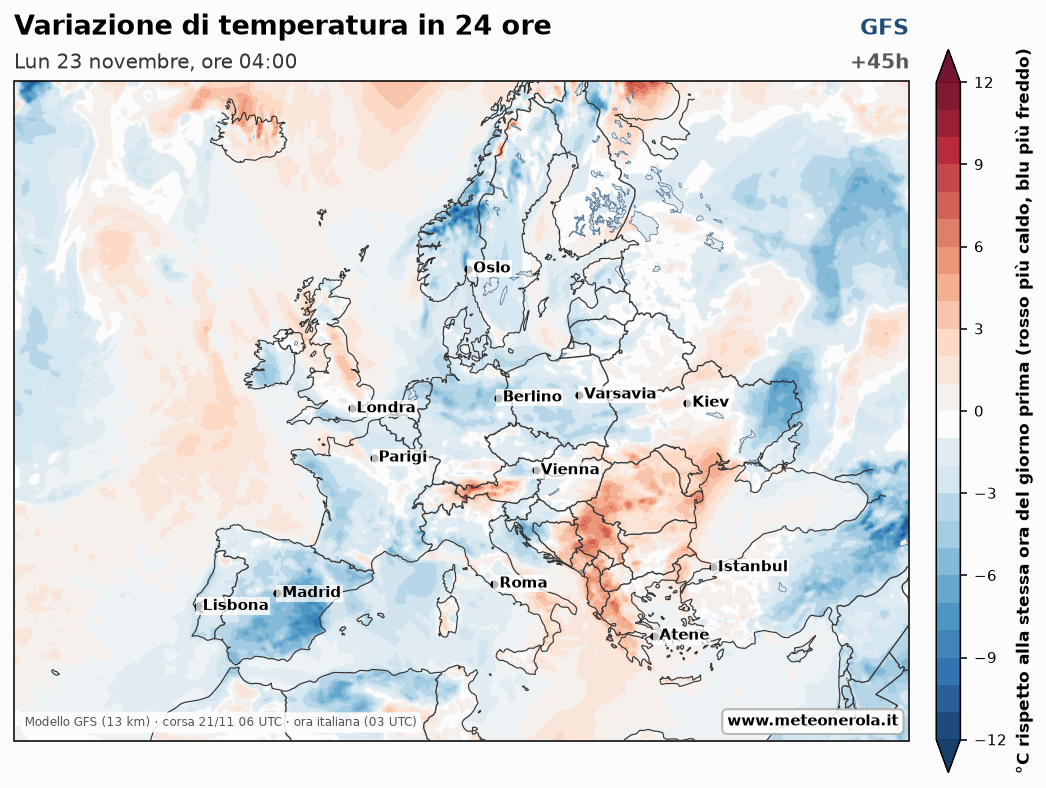 Variazione di temperatura in 24 ore
GFS
Lun 23 novembre, ore 04:00
+45h
Oslo
Londra
Berlino
Varsavia
Kiev
Parigi
Vienna
Istanbul
Roma
Madrid
Lisbona
Atene
Modello GFS (13 km) · corsa 21/11 06 UTC · ora italiana (03 UTC)
www.meteonerola.it
12
9
6
3
0
−3
−6
−9
−12
°C rispetto alla stessa ora del giorno prima (rosso più caldo, blu più freddo)